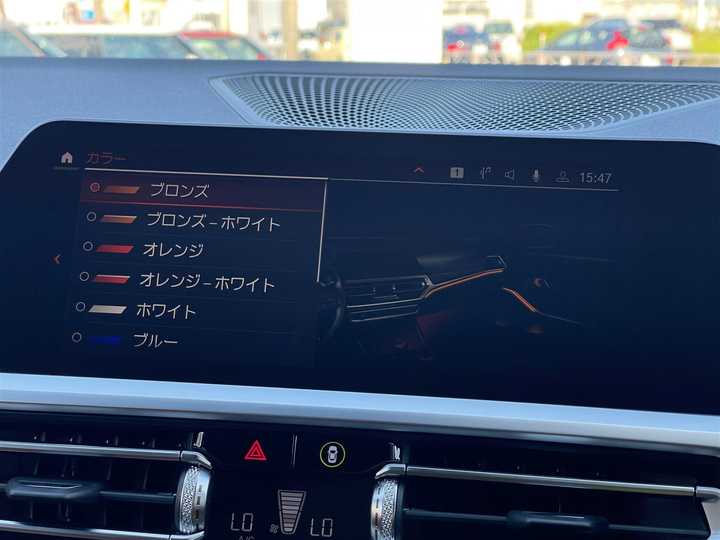 カラー
15:47
ブロンズ
ブロンズ－ホワイト
オレンジ
オレンジ－ホワイト
ホワイト
ブルー
LO
LO
A/C